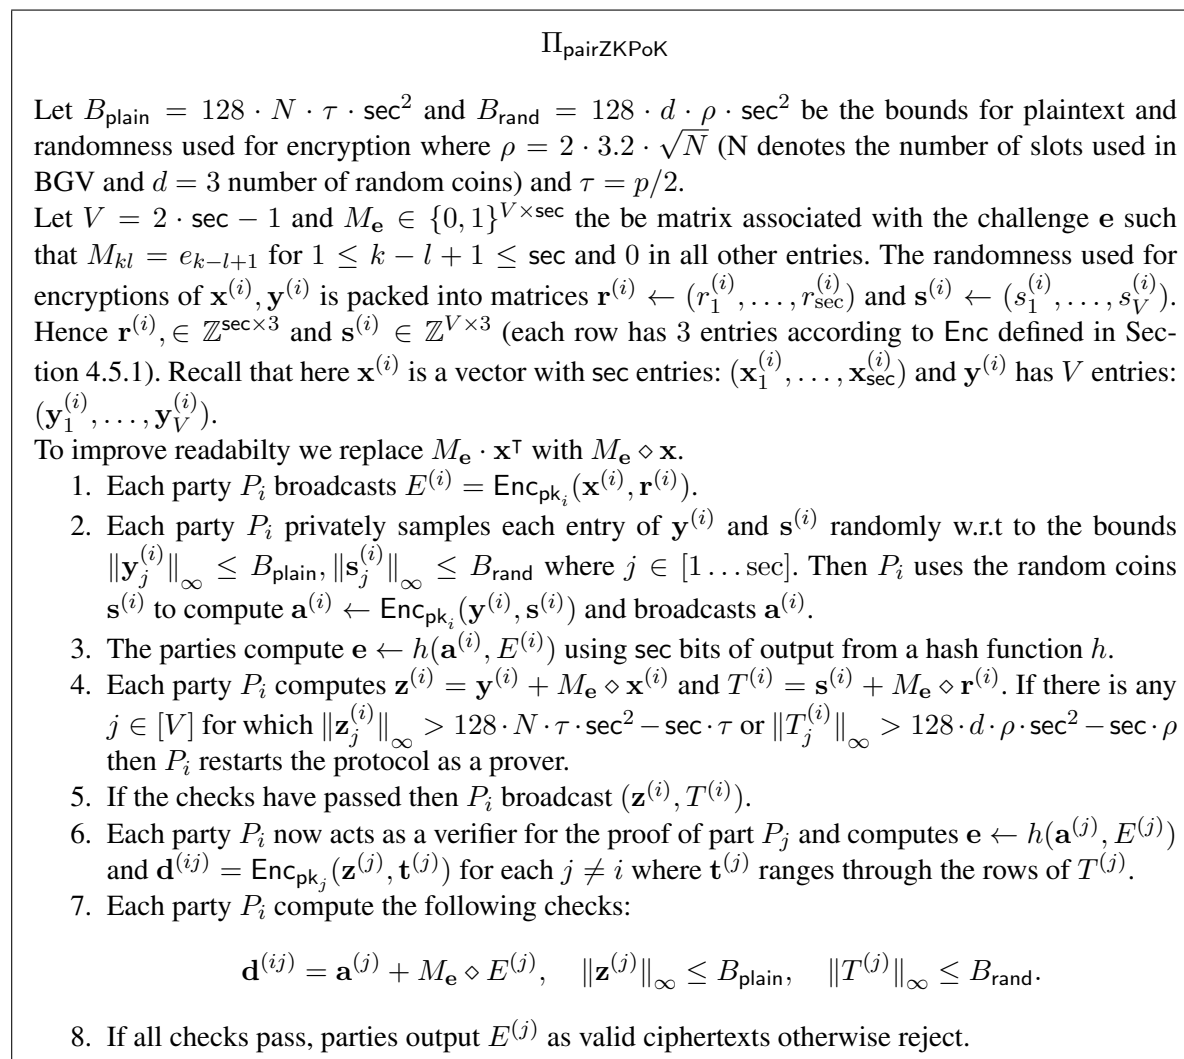 Π_pairZKPoK
Let B_plain = 128 · N · τ · sec² and B_rand = 128 · d · ρ · sec² be the bounds for plaintext and
randomness used for encryption where ρ = 2 · 3.2 · √N (N denotes the number of slots used in
BGV and d = 3 number of random coins) and τ = p/2.
Let V = 2 · sec − 1 and M_e ∈ {0, 1}^{V×sec} the be matrix associated with the challenge e such
that M_{kl} = e_{k−l+1} for 1 ≤ k − l + 1 ≤ sec and 0 in all other entries. The randomness used for
encryptions of x^{(i)}, y^{(i)} is packed into matrices r^{(i)} ← (r_1^{(i)}, . . . , r_sec^{(i)}) and s^{(i)} ← (s_1^{(i)}, . . . , s_V^{(i)}).
Hence r^{(i)}, ∈ ℤ^{sec×3} and s^{(i)} ∈ ℤ^{V×3} (each row has 3 entries according to Enc defined in Sec-
tion 4.5.1). Recall that here x^{(i)} is a vector with sec entries: (x_1^{(i)}, . . . , x_sec^{(i)}) and y^{(i)} has V entries:
(y_1^{(i)}, . . . , y_V^{(i)}).
To improve readabilty we replace M_e · x^⊺ with M_e ⋄ x.
1. Each party P_i broadcasts E^{(i)} = Enc_{pk_i}(x^{(i)}, r^{(i)}).
2. Each party P_i privately samples each entry of y^{(i)} and s^{(i)} randomly w.r.t to the bounds
‖y_j^{(i)}‖_∞ ≤ B_plain, ‖s_j^{(i)}‖_∞ ≤ B_rand where j ∈ [1 . . . sec]. Then P_i uses the random coins
s^{(i)} to compute a^{(i)} ← Enc_{pk_i}(y^{(i)}, s^{(i)}) and broadcasts a^{(i)}.
3. The parties compute e ← h(a^{(i)}, E^{(i)}) using sec bits of output from a hash function h.
4. Each party P_i computes z^{(i)} = y^{(i)} + M_e ⋄ x^{(i)} and T^{(i)} = s^{(i)} + M_e ⋄ r^{(i)}. If there is any
j ∈ [V] for which ‖z_j^{(i)}‖_∞ > 128 · N · τ · sec² − sec · τ or ‖T_j^{(i)}‖_∞ > 128 · d · ρ · sec² − sec · ρ
then P_i restarts the protocol as a prover.
5. If the checks have passed then P_i broadcast (z^{(i)}, T^{(i)}).
6. Each party P_i now acts as a verifier for the proof of part P_j and computes e ← h(a^{(j)}, E^{(j)})
and d^{(ij)} = Enc_{pk_j}(z^{(j)}, t^{(j)}) for each j ≠ i where t^{(j)} ranges through the rows of T^{(j)}.
7. Each party P_i compute the following checks:
d^{(ij)} = a^{(j)} + M_e ⋄ E^{(j)}, ‖z^{(j)}‖_∞ ≤ B_plain, ‖T^{(j)}‖_∞ ≤ B_rand.
8. If all checks pass, parties output E^{(j)} as valid ciphertexts otherwise reject.